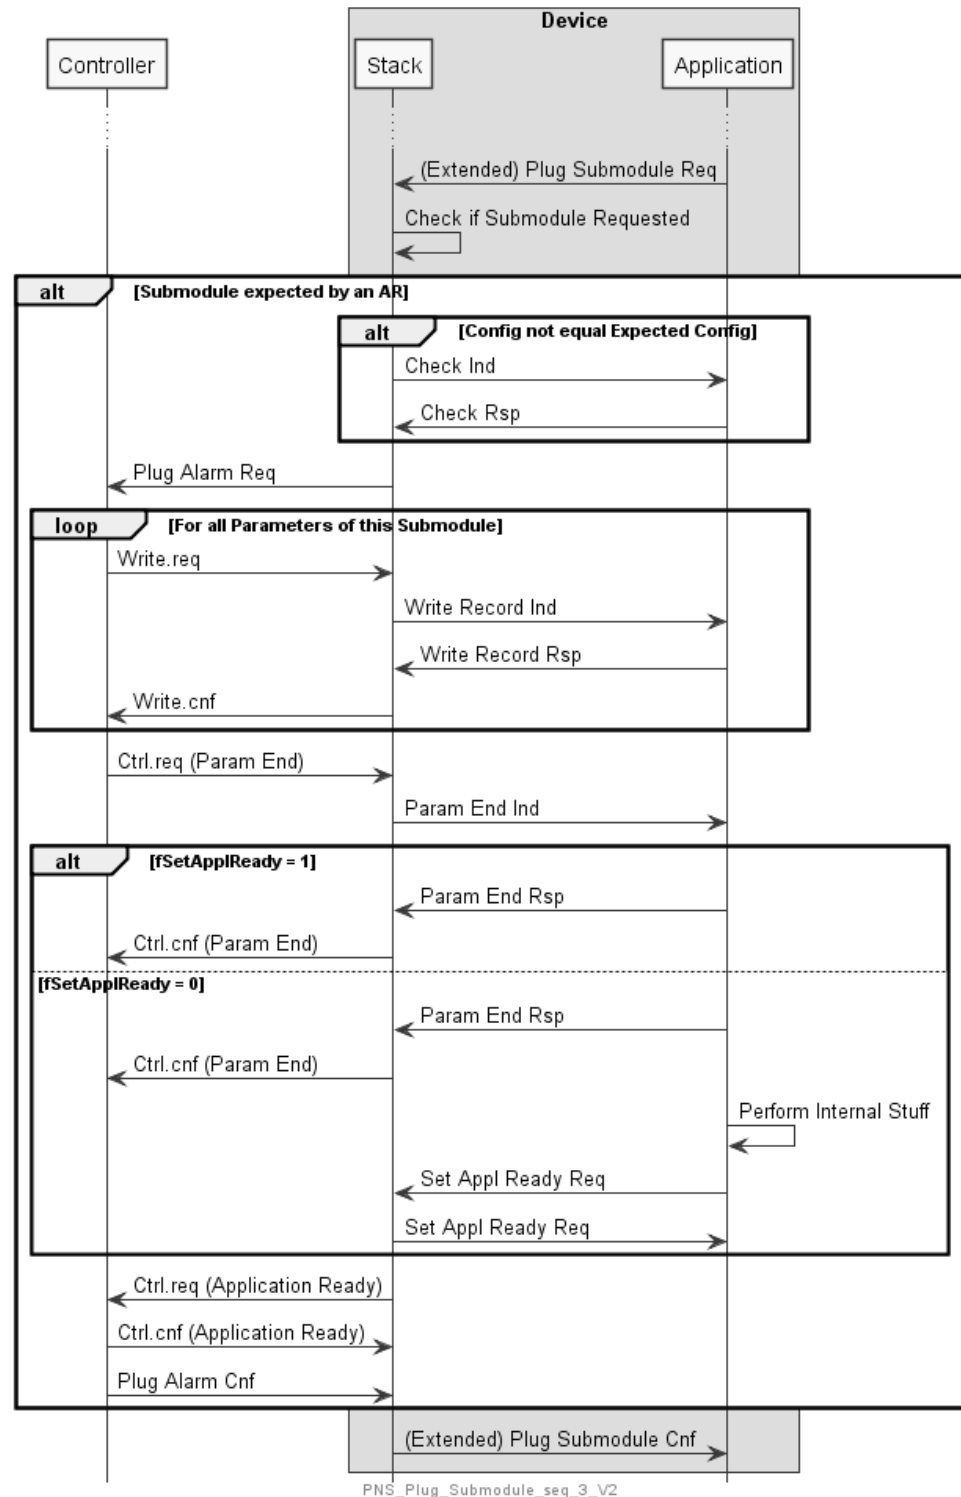 Device
Controller
Stack
Application
(Extended) Plug Submodule Req
Check if Submodule Requested
alt [Submodule expected by an AR]
alt [Config not equal Expected Config]
Check Ind
Check Rsp
Plug Alarm Req
loop [For all Parameters of this Submodule]
Write.req
Write Record Ind
Write Record Rsp
Write.cnf
Ctrl.req (Param End)
Param End Ind
alt [fSetApplReady = 1]
Param End Rsp
Ctrl.cnf (Param End)
[fSetApplReady = 0]
Param End Rsp
Ctrl.cnf (Param End)
Perform Internal Stuff
Set Appl Ready Req
Set Appl Ready Req
Ctrl.req (Application Ready)
Ctrl.cnf (Application Ready)
Plug Alarm Cnf
(Extended) Plug Submodule Cnf
PNS_Plug_Submodule_seq_3_V2